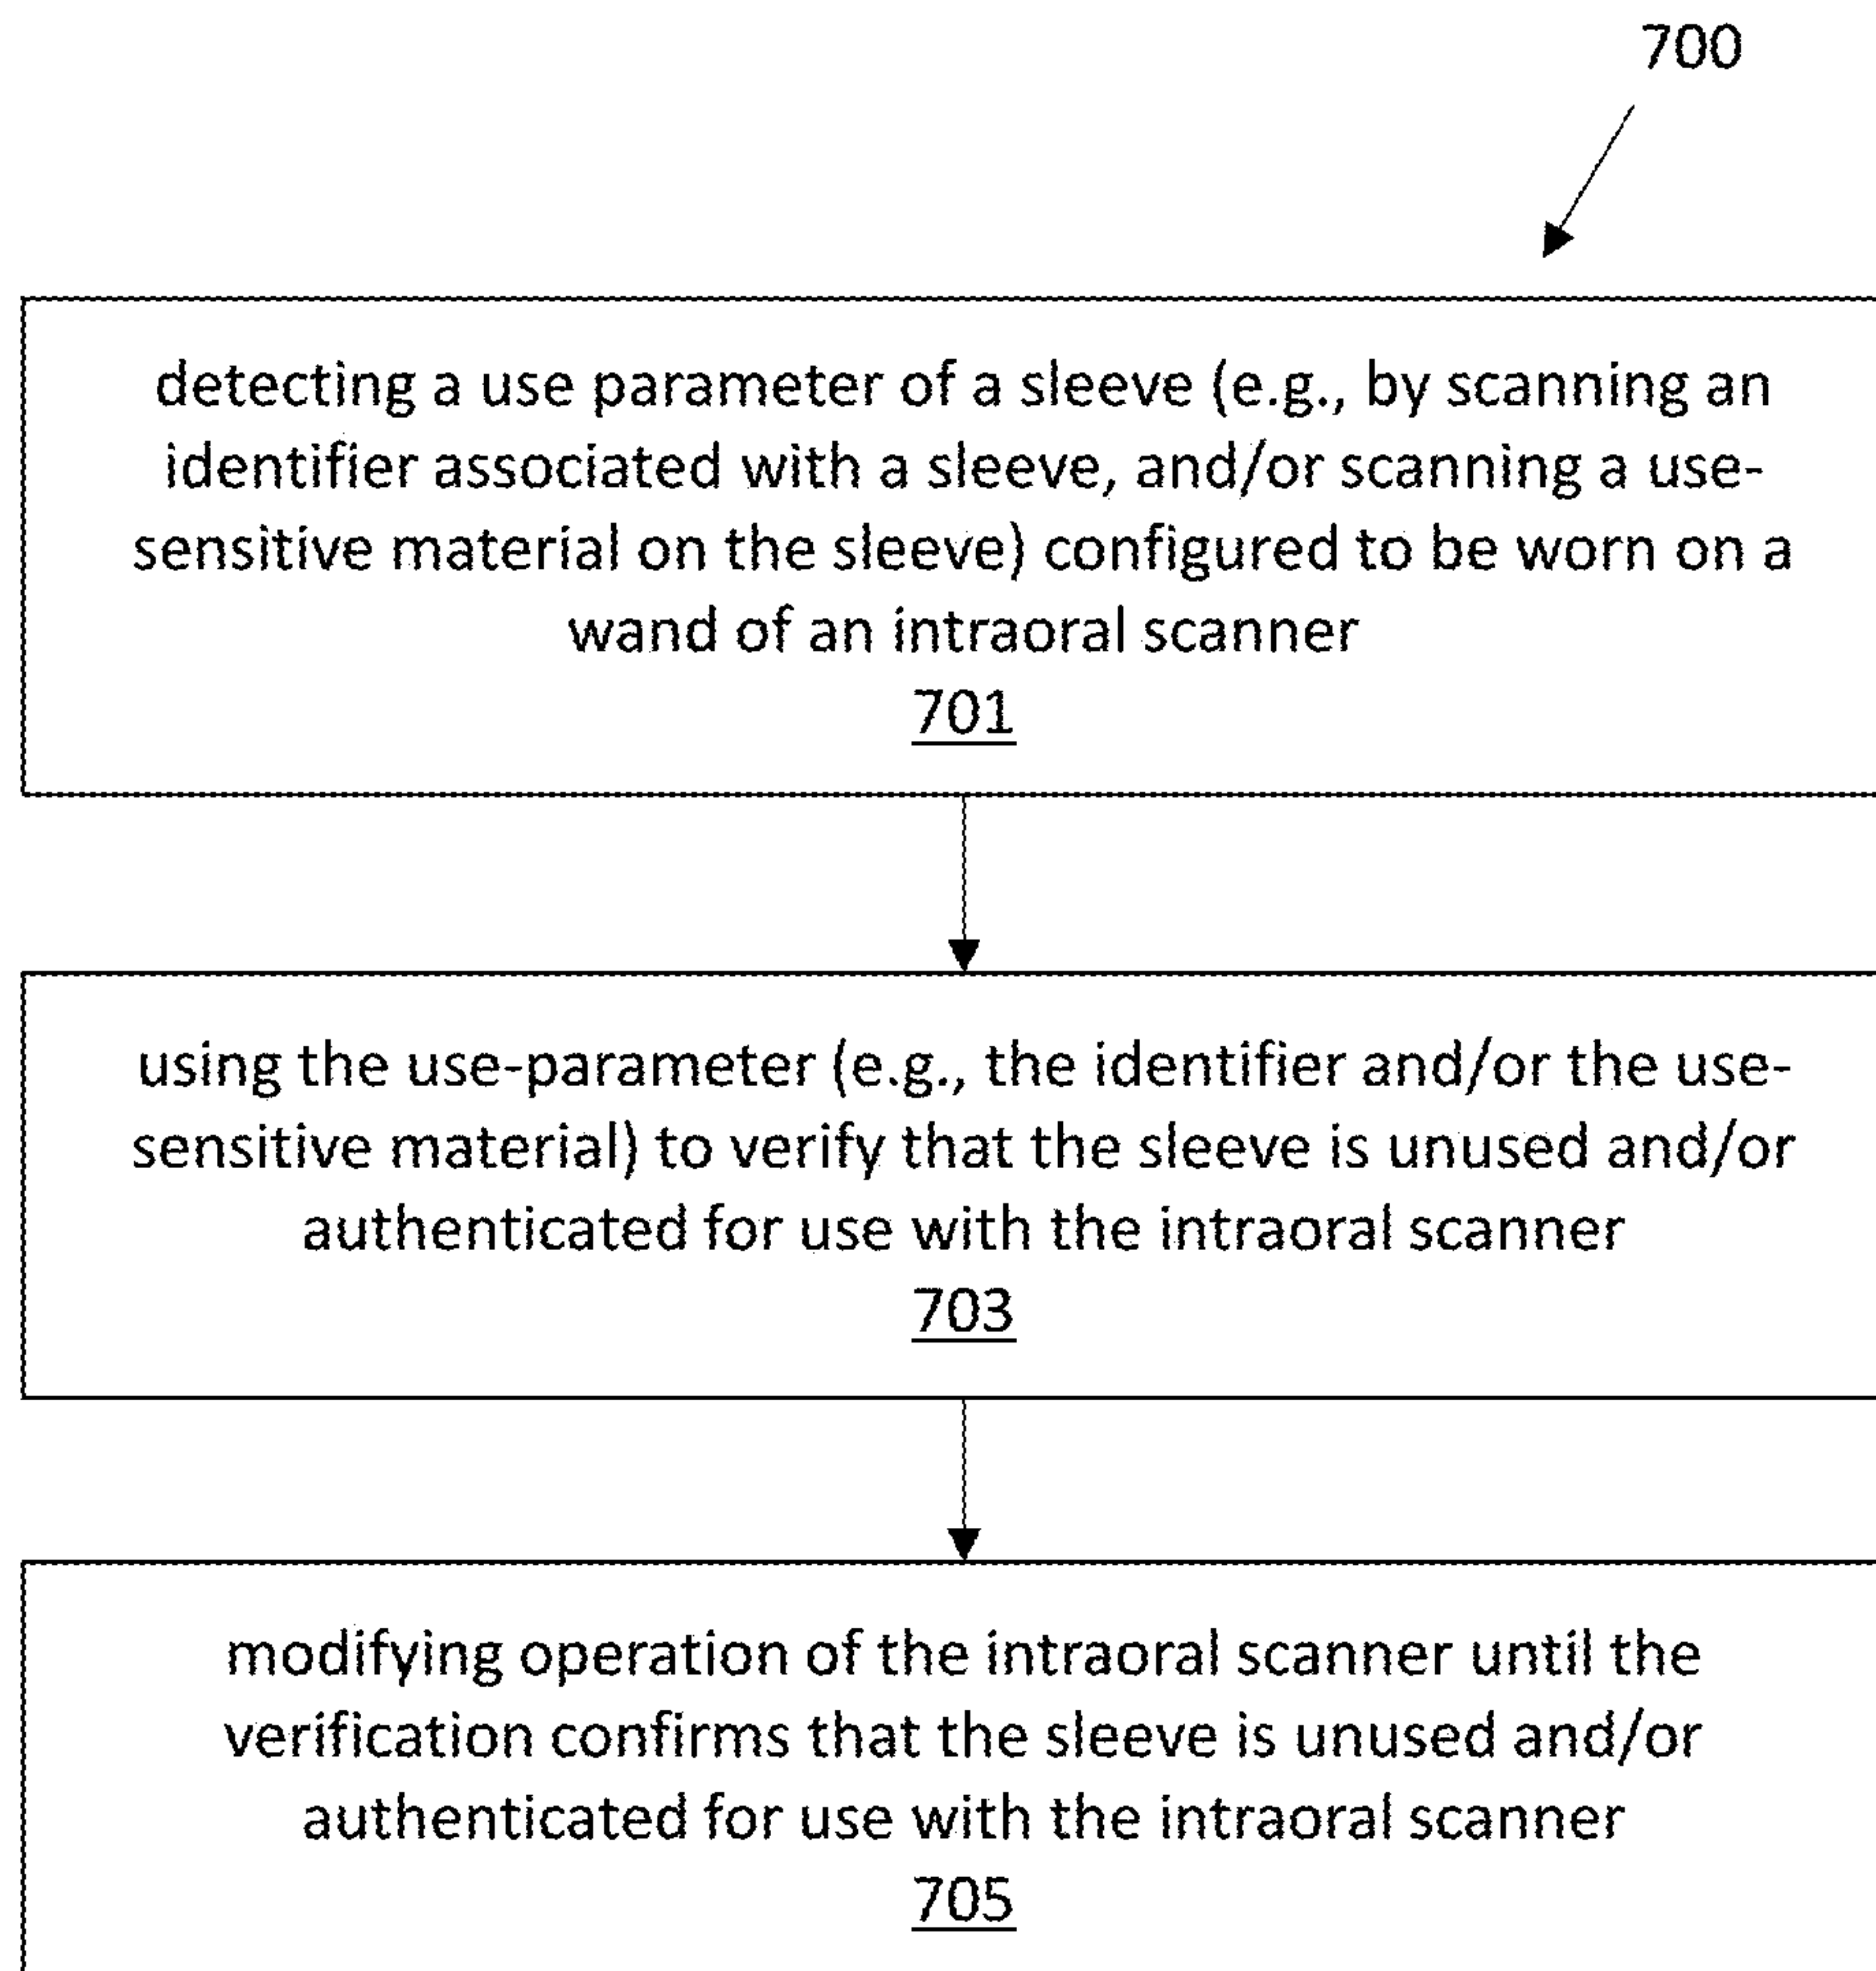 700
detecting a use parameter of a sleeve (e.g., by scanning an
identifier associated with a sleeve, and/or scanning a use-
sensitive material on the sleeve) configured to be worn on a
wand of an intraoral scanner
701
using the use-parameter (e.g., the identifier and/or the use-
sensitive material) to verify that the sleeve is unused and/or
authenticated for use with the intraoral scanner
703
modifying operation of the intraoral scanner until the
verification confirms that the sleeve is unused and/or
authenticated for use with the intraoral scanner
705